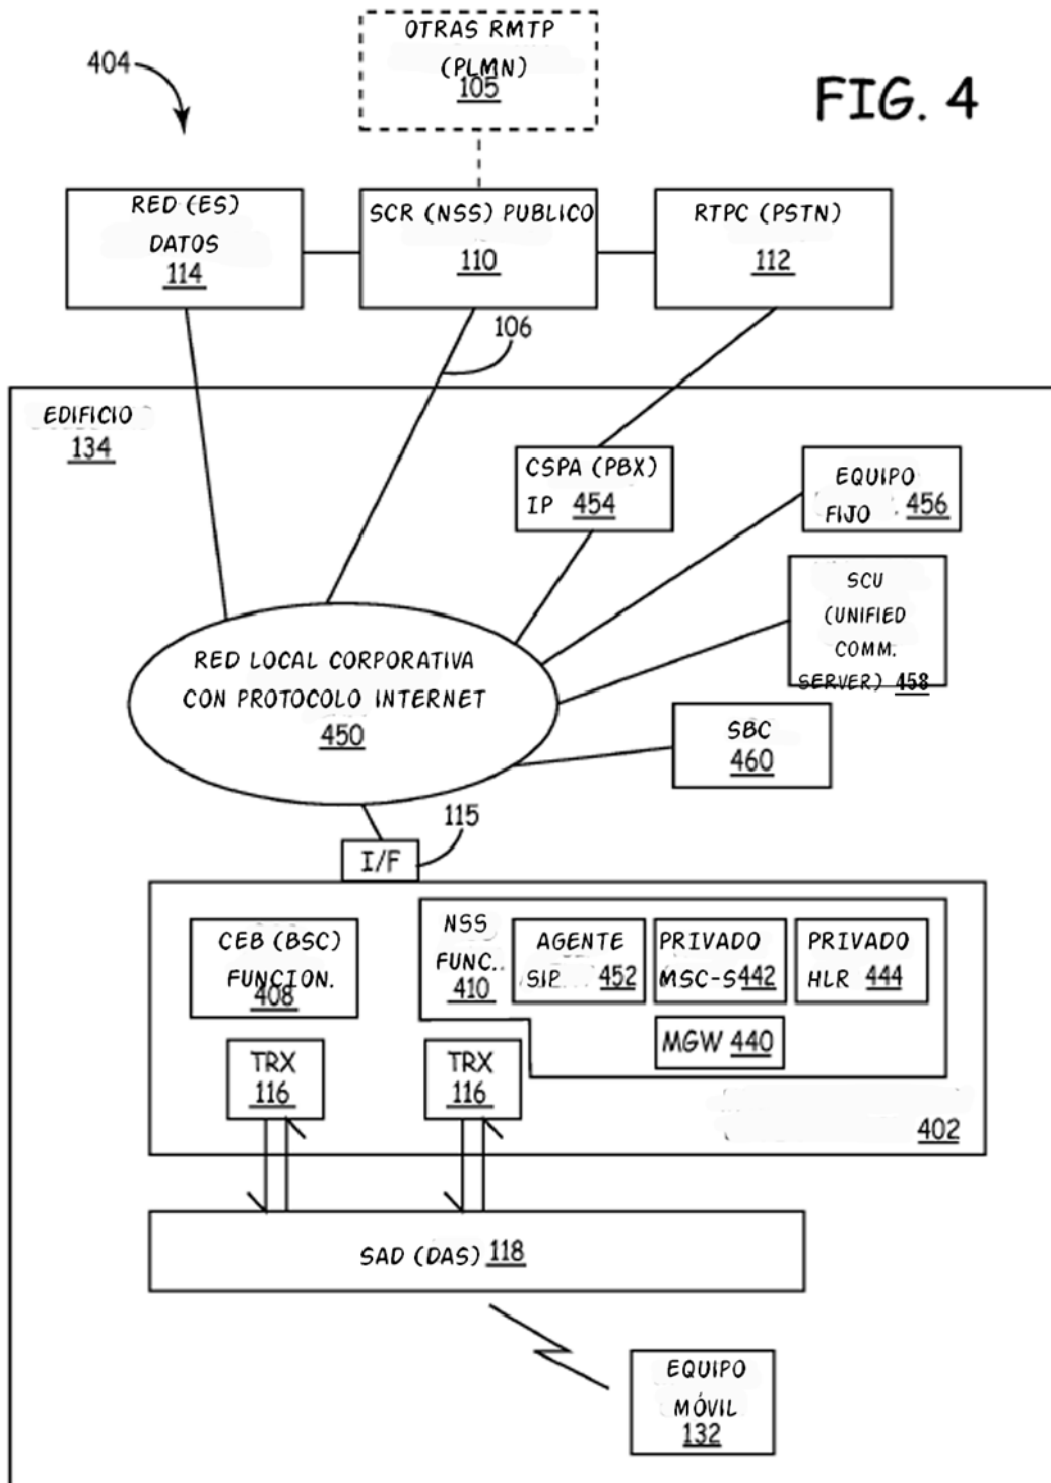 OTRAS RMTP
(PLMN)
105
404
FIG. 4
RED (ES)
DATOS
114
SCR (NSS) PUBLICO
110
RTPC (PSTN)
112
106
EDIFICIO
134
CSPA (PBX)
IP 454
EQUIPO
FIJO 456
SCU
(UNIFIED
COMM.
SERVER) 458
RED LOCAL CORPORATIVA
CON PROTOCOLO INTERNET
450
SBC
460
115
I/F
CEB (BSC)
FUNCION.
408
NSS
FUNC..
410
AGENTE
SIP 452
PRIVADO
MSC-S 442
PRIVADO
HLR 444
MGW 440
TRX
116
TRX
116
402
SAD (DAS) 118
EQUIPO
MÓVIL
132